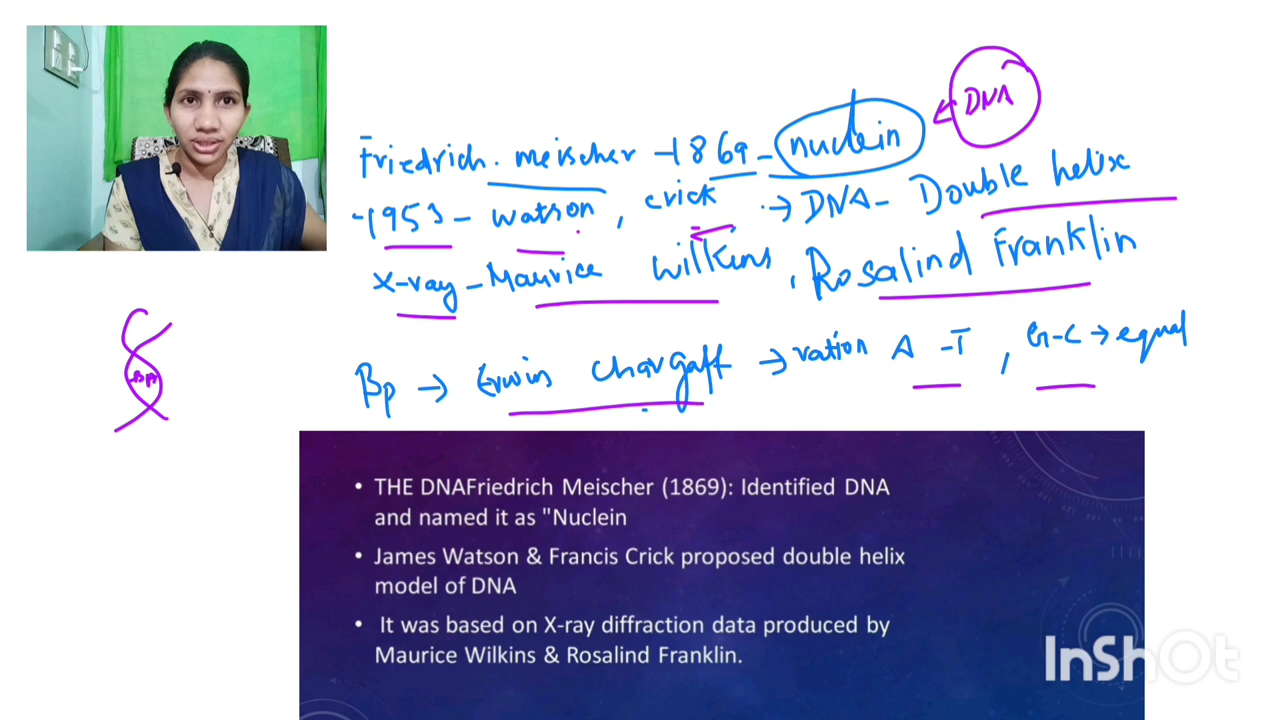 DNA
Friedrich. meischer - 1869 - nuclein
- 1953 - Watson, crick .→ DNA - Double helix
X-ray - Maurice wilkins, Rosalind Franklin
BP
Bp → Erwin chargaff → ration A - T, G-C → equal
• THE DNAFriedrich Meischer (1869): Identified DNA
and named it as "Nuclein
• James Watson & Francis Crick proposed double helix
model of DNA
• It was based on X-ray diffraction data produced by
Maurice Wilkins & Rosalind Franklin.
InShOt